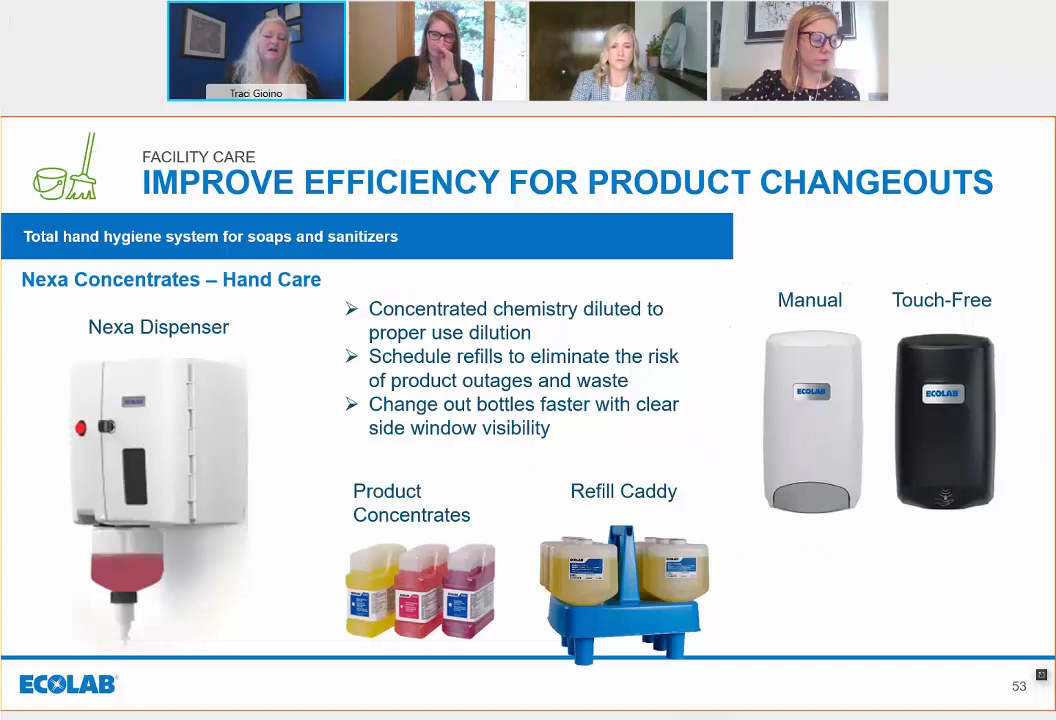 Traci Gioino
FACILITY CARE
IMPROVE EFFICIENCY FOR PRODUCT CHANGEOUTS
Total hand hygiene system for soaps and sanitizers
Nexa Concentrates – Hand Care
Nexa Dispenser
ECOLAB
Concentrated chemistry diluted to
proper use dilution
Schedule refills to eliminate the risk
of product outages and waste
Change out bottles faster with clear
side window visibility
Manual
Touch-Free
ECOLAB
ECOLAB
Product
Concentrates
Refill Caddy
ECOLAB
ECOLAB
ECOLAB
53